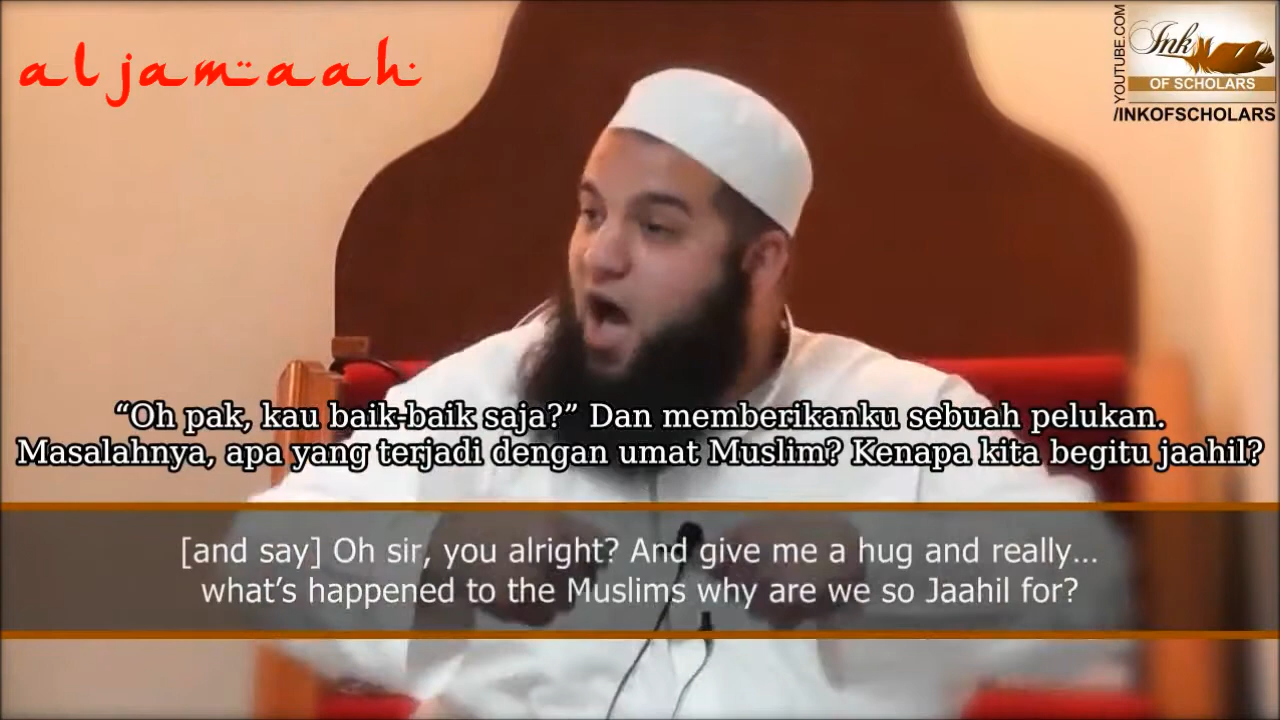 aljamaah
YOUTUBE.COM
Ink
OF SCHOLARS
/INKOFSCHOLARS
“Oh pak, kau baik-baik saja?” Dan memberikanku sebuah pelukan.
Masalahnya, apa yang terjadi dengan umat Muslim? Kenapa kita begitu jaahil?
[and say] Oh sir, you alright? And give me a hug and really...
what’s happened to the Muslims why are we so Jaahil for?